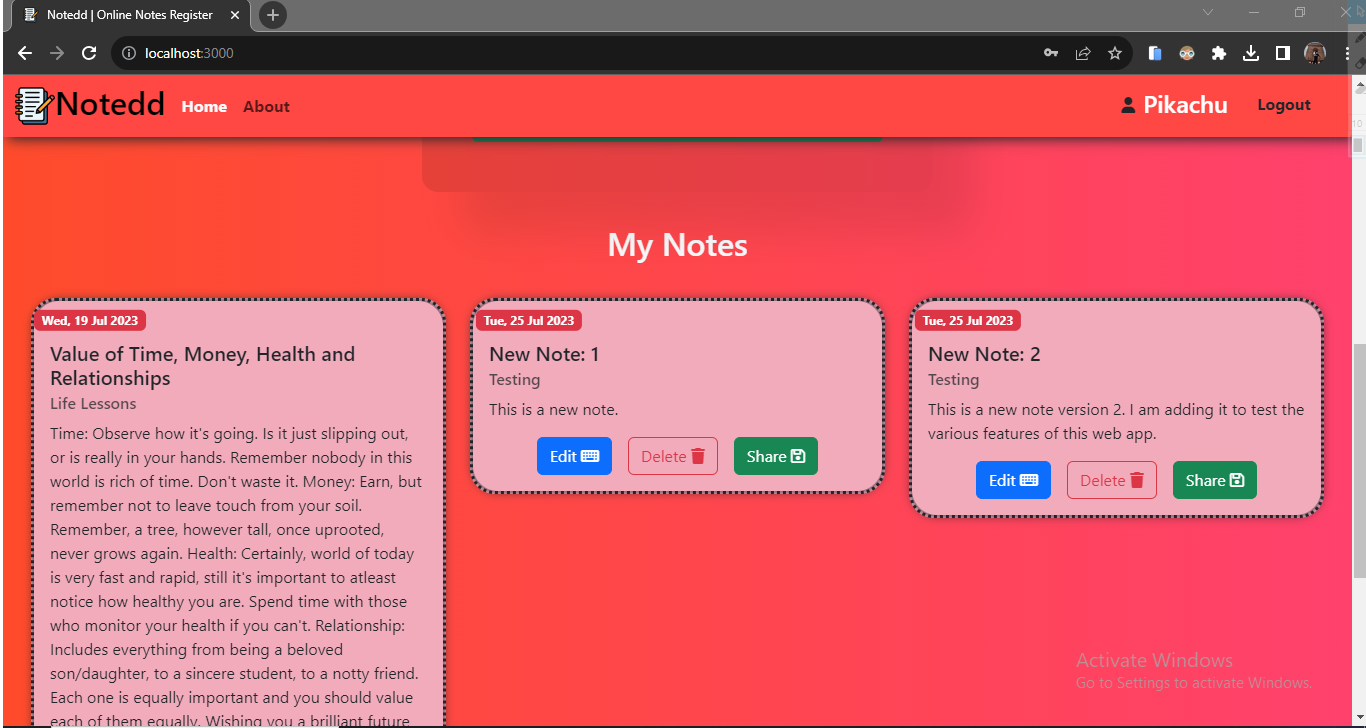 Notedd | Online Notes Register
localhost:3000
Notedd Home About Pikachu Logout
My Notes
Wed, 19 Jul 2023
Value of Time, Money, Health and
Relationships
Life Lessons
Time: Observe how it's going. Is it just slipping out,
or is really in your hands. Remember nobody in this
world is rich of time. Don't waste it. Money: Earn, but
remember not to leave touch from your soil.
Remember, a tree, however tall, once uprooted,
never grows again. Health: Certainly, world of today
is very fast and rapid, still it's important to atleast
notice how healthy you are. Spend time with those
who monitor your health if you can't. Relationship:
Includes everything from being a beloved
son/daughter, to a sincere student, to a notty friend.
Each one is equally important and you should value
each of them equally. Wishing you a brilliant future
Tue, 25 Jul 2023
New Note: 1
Testing
This is a new note.
Edit Delete Share
Tue, 25 Jul 2023
New Note: 2
Testing
This is a new note version 2. I am adding it to test the
various features of this web app.
Edit Delete Share
Activate Windows
Go to Settings to activate Windows.